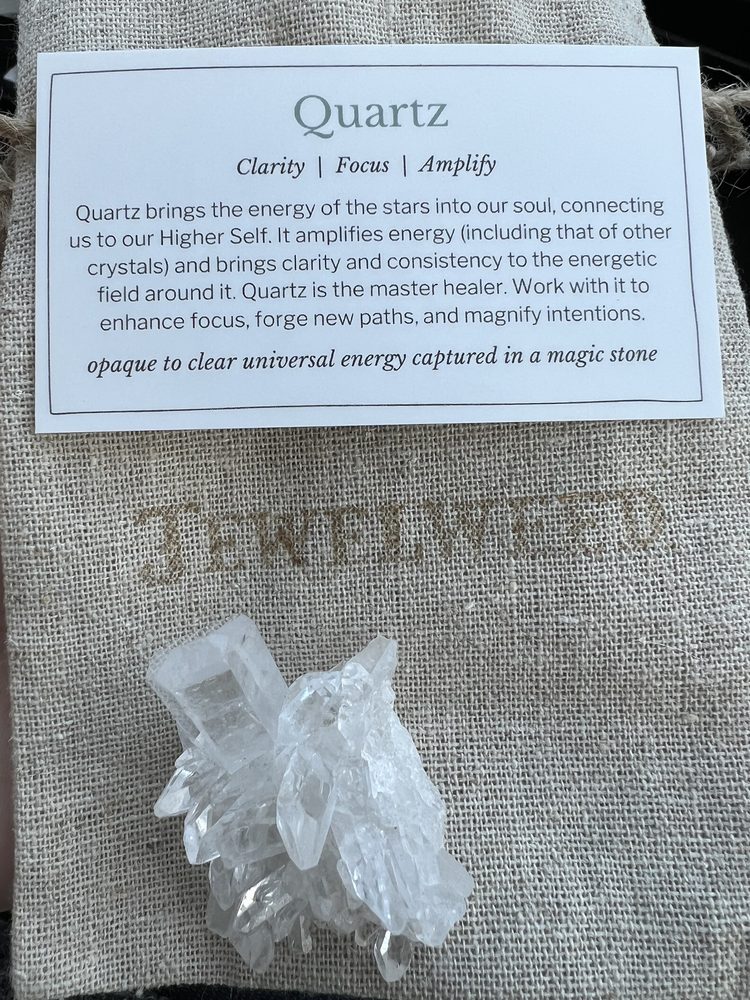 Quartz
Clarity | Focus | Amplify
Quartz brings the energy of the stars into our soul, connecting
us to our Higher Self. It amplifies energy (including that of other
crystals) and brings clarity and consistency to the energetic
field around it. Quartz is the master healer. Work with it to
enhance focus, forge new paths, and magnify intentions.
opaque to clear universal energy captured in a magic stone
JEWELWEED.